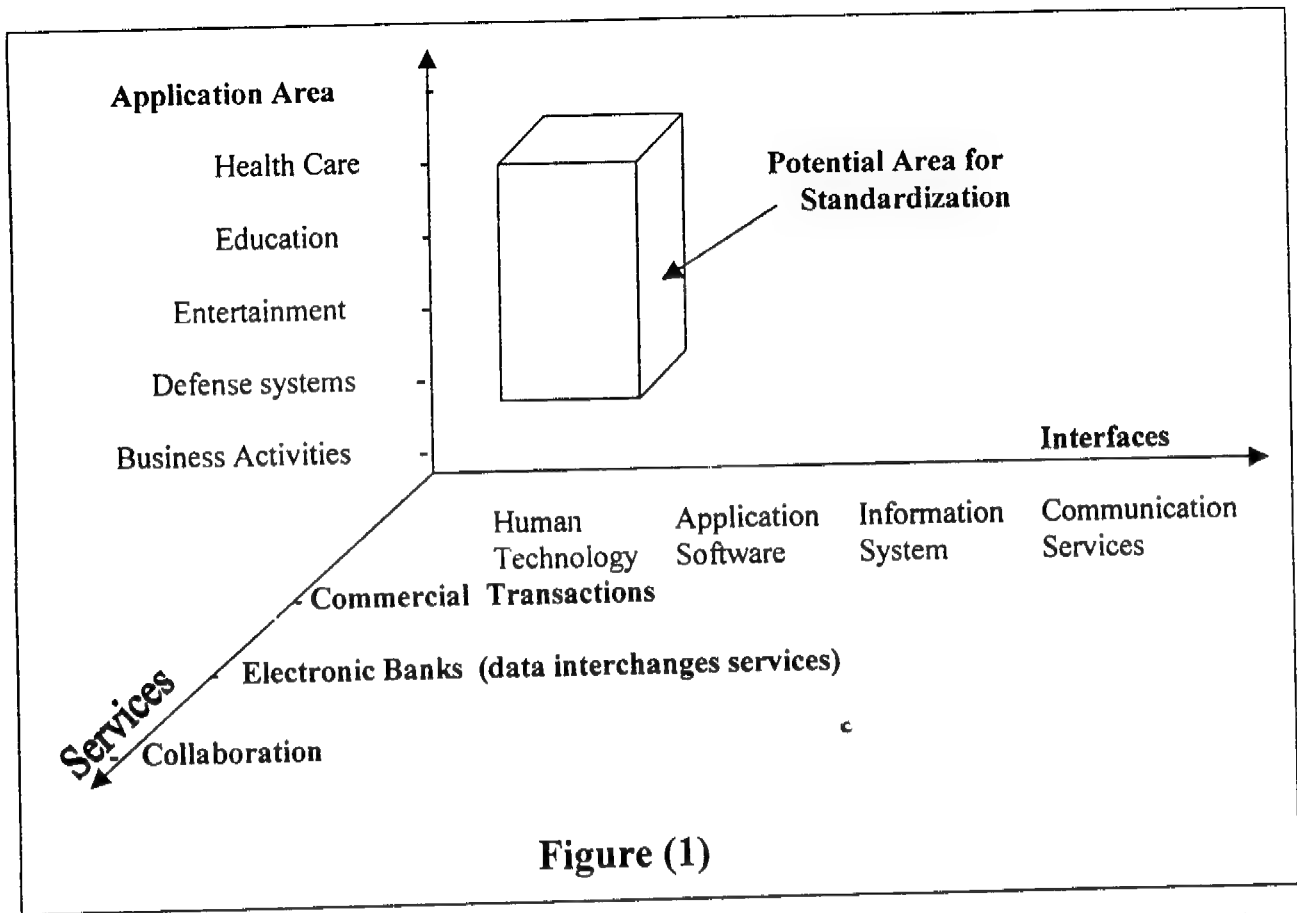 Application Area
Health Care
Education
Entertainment
Defense systems
Business Activities
Potential Area for
Standardization
Interfaces
Human
Technology
Application
Software
Information
System
Communication
Services
Commercial Transactions
Electronic Banks (data interchanges services)
Collaboration
Services
c
Figure (1)